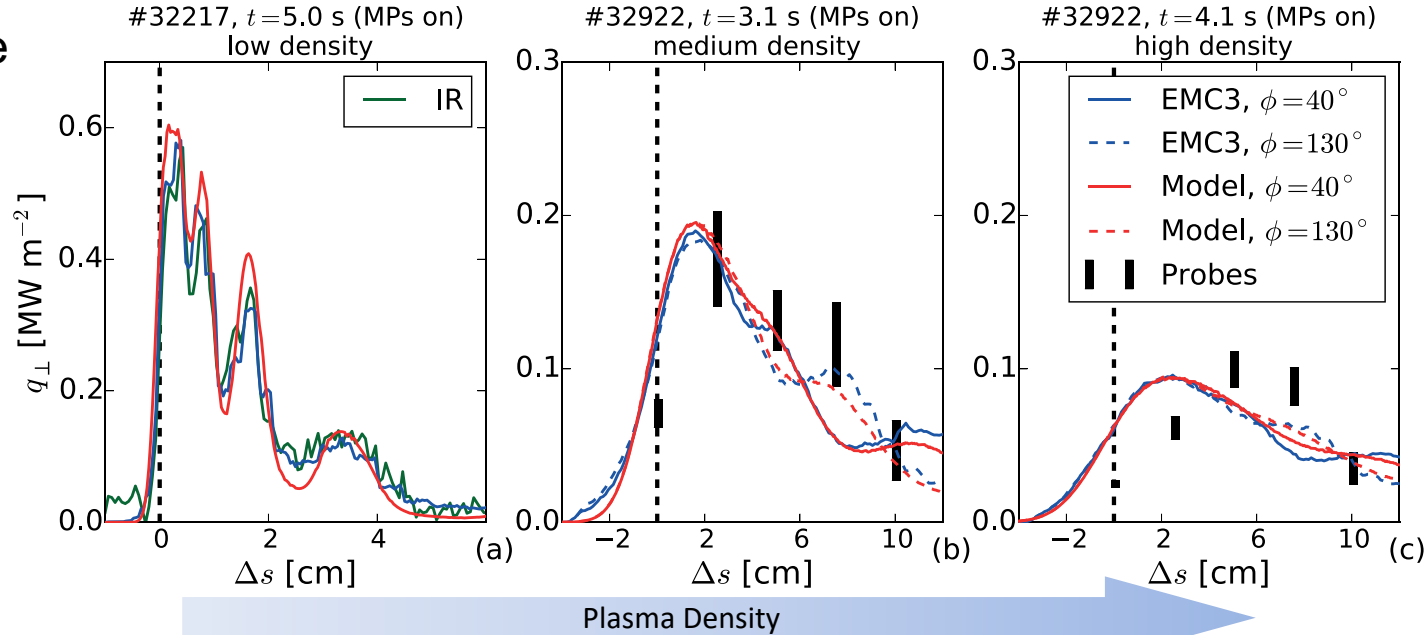 e
#32217, t=5.0 s (MPs on)
low density
IR
0.6
0.4
0.2
0.0
q⊥ [MW m−2]
0
2
4
(a)
Δs [cm]
#32922, t=3.1 s (MPs on)
medium density
0.3
0.2
0.1
0.0
−2
2
6
10
(b)
Δs [cm]
#32922, t=4.1 s (MPs on)
high density
EMC3, ϕ=40°
EMC3, ϕ=130°
Model, ϕ=40°
Model, ϕ=130°
Probes
0.3
0.2
0.1
0.0
−2
2
6
10
(c)
Δs [cm]
Plasma Density